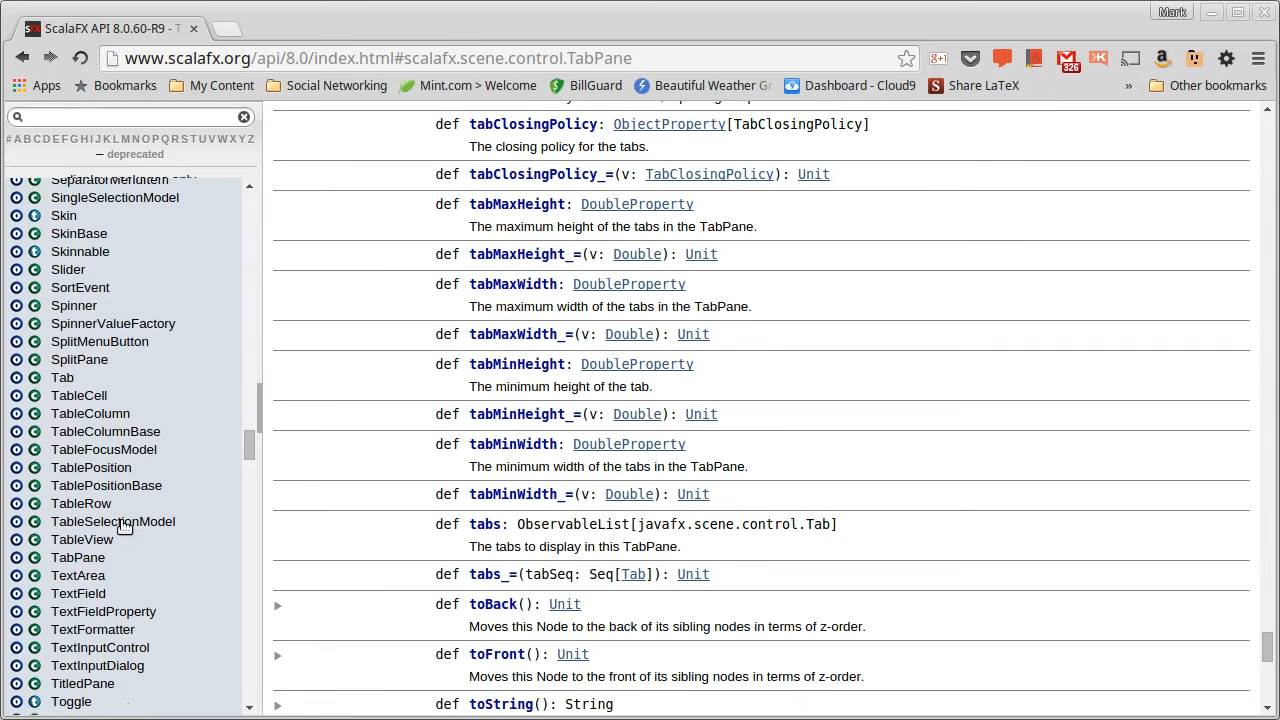 Mark
ScalaFX API 8.0.60-R9 - T
www.scalafx.org/api/8.0/index.html#scalafx.scene.control.TabPane
326
Apps Bookmarks My Content Social Networking Mint.com > Welcome BillGuard Beautiful Weather Gr Dashboard - Cloud9 Share LaTeX » Other bookmarks
#ABCDEFGHIJKLMNOPQRSTUVWXYZ
– deprecated
SeparatorMenuItem
SingleSelectionModel
Skin
SkinBase
Skinnable
Slider
SortEvent
Spinner
SpinnerValueFactory
SplitMenuButton
SplitPane
Tab
TableCell
TableColumn
TableColumnBase
TableFocusModel
TablePosition
TablePositionBase
TableRow
TableSelectionModel
TableView
TabPane
TextArea
TextField
TextFieldProperty
TextFormatter
TextInputControl
TextInputDialog
TitledPane
Toggle
def tabClosingPolicy: ObjectProperty[TabClosingPolicy]
The closing policy for the tabs.
def tabClosingPolicy_=(v: TabClosingPolicy): Unit
def tabMaxHeight: DoubleProperty
The maximum height of the tabs in the TabPane.
def tabMaxHeight_=(v: Double): Unit
def tabMaxWidth: DoubleProperty
The maximum width of the tabs in the TabPane.
def tabMaxWidth_=(v: Double): Unit
def tabMinHeight: DoubleProperty
The minimum height of the tab.
def tabMinHeight_=(v: Double): Unit
def tabMinWidth: DoubleProperty
The minimum width of the tabs in the TabPane.
def tabMinWidth_=(v: Double): Unit
def tabs: ObservableList[javafx.scene.control.Tab]
The tabs to display in this TabPane.
def tabs_=(tabSeq: Seq[Tab]): Unit
def toBack(): Unit
Moves this Node to the back of its sibling nodes in terms of z-order.
def toFront(): Unit
Moves this Node to the front of its sibling nodes in terms of z-order.
def toString(): String